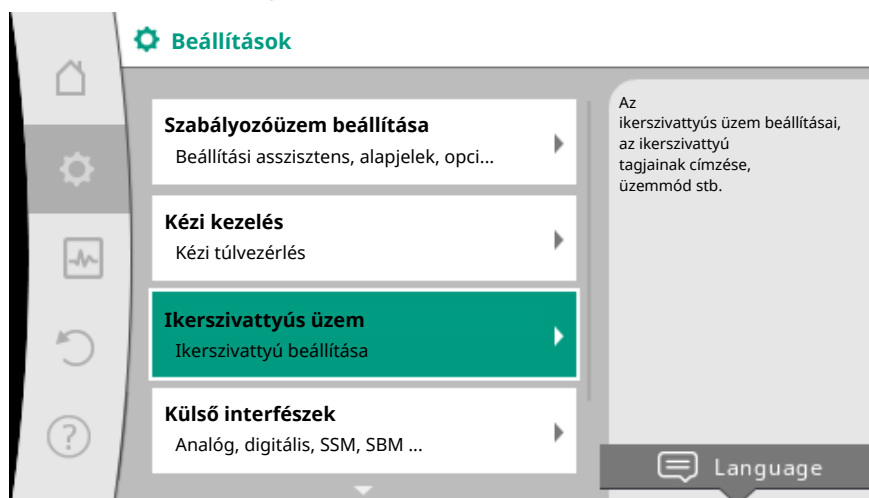 Beállítások
Szabályozóüzem beállítása
Beállítási asszisztens, alapjelek, opci...
Kézi kezelés
Kézi túlvezérlés
Ikerszivattyús üzem
Ikerszivattyú beállítása
Külső interfészek
Analóg, digitális, SSM, SBM ...
Az
ikerszivattyús üzem beállításai,
az ikerszivattyú
tagjainak címzése,
üzemmód stb.
Language